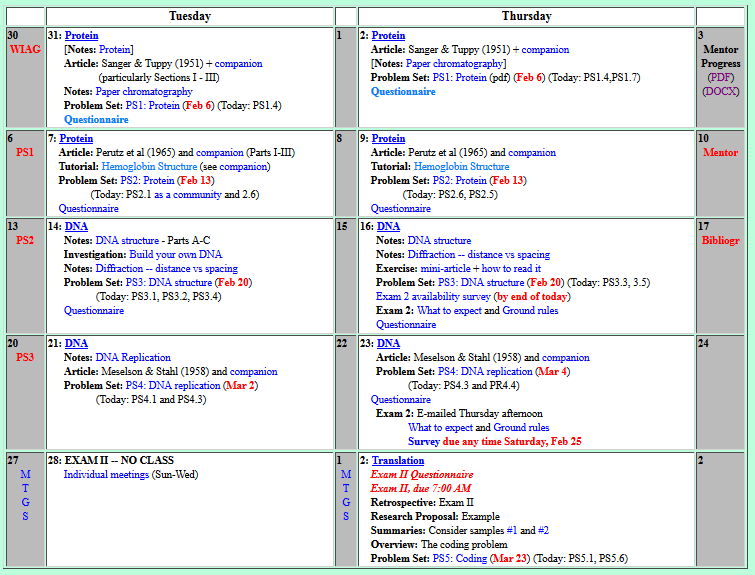 Tuesday Thursday
30
WIAG
31: Protein
[Notes: Protein]
Article: Sanger & Tuppy (1951) + companion
(particularly Sections I - III)
Notes: Paper chromatography
Problem Set: PS1: Protein (Feb 6) (Today: PS1.4)
Questionnaire
1
2: Protein
Article: Sanger & Tuppy (1951) + companion
[Notes: Paper chromatography]
Problem Set: PS1: Protein (pdf) (Feb 6) (Today: PS1.4,PS1.7)
Questionnaire
3
Mentor
Progress
(PDF)
(DOCX)
6
PS1
7: Protein
Article: Perutz et al (1965) and companion (Parts I-III)
Tutorial: Hemoglobin Structure (see companion)
Problem Set: PS2: Protein (Feb 13)
(Today: PS2.1 as a community and 2.6)
Questionnaire
8
9: Protein
Article: Perutz et al (1965) and companion
Tutorial: Hemoglobin Structure
Problem Set: PS2: Protein (Feb 13)
(Today: PS2.6, PS2.5)
Questionnaire
10
Mentor
13
PS2
14: DNA
Notes: DNA structure - Parts A-C
Investigation: Build your own DNA
Notes: Diffraction -- distance vs spacing
Problem Set: PS3: DNA structure (Feb 20)
(Today: PS3.1, PS3.2, PS3.4)
Questionnaire
15
16: DNA
Notes: DNA structure
Notes: Diffraction -- distance vs spacing
Exercise: mini-article + how to read it
Problem Set: PS3: DNA structure (Feb 20) (Today: PS3.3, 3.5)
Exam 2 availability survey (by end of today)
Exam 2: What to expect and Ground rules
Questionnaire
17
Bibliogr
20
PS3
21: DNA
Notes: DNA Replication
Article: Meselson & Stahl (1958) and companion
Problem Set: PS4: DNA replication (Mar 2)
(Today: PS4.1 and PS4.3)
22
23: DNA
Article: Meselson & Stahl (1958) and companion
Problem Set: PS4: DNA replication (Mar 4)
(Today: PS4.3 and PR4.4)
Questionnaire
Exam 2: E-mailed Thursday afternoon
What to expect and Ground rules
Survey due any time Saturday, Feb 25
24
27
M
T
G
S
28: EXAM II -- NO CLASS
Individual meetings (Sun-Wed)
1
M
T
G
S
2: Translation
Exam II Questionnaire
Exam II, due 7:00 AM
Retrospective: Exam II
Research Proposal: Example
Summaries: Consider samples #1 and #2
Overview: The coding problem
Problem Set: PS5: Coding (Mar 23) (Today: PS5.1, PS5.6)
2